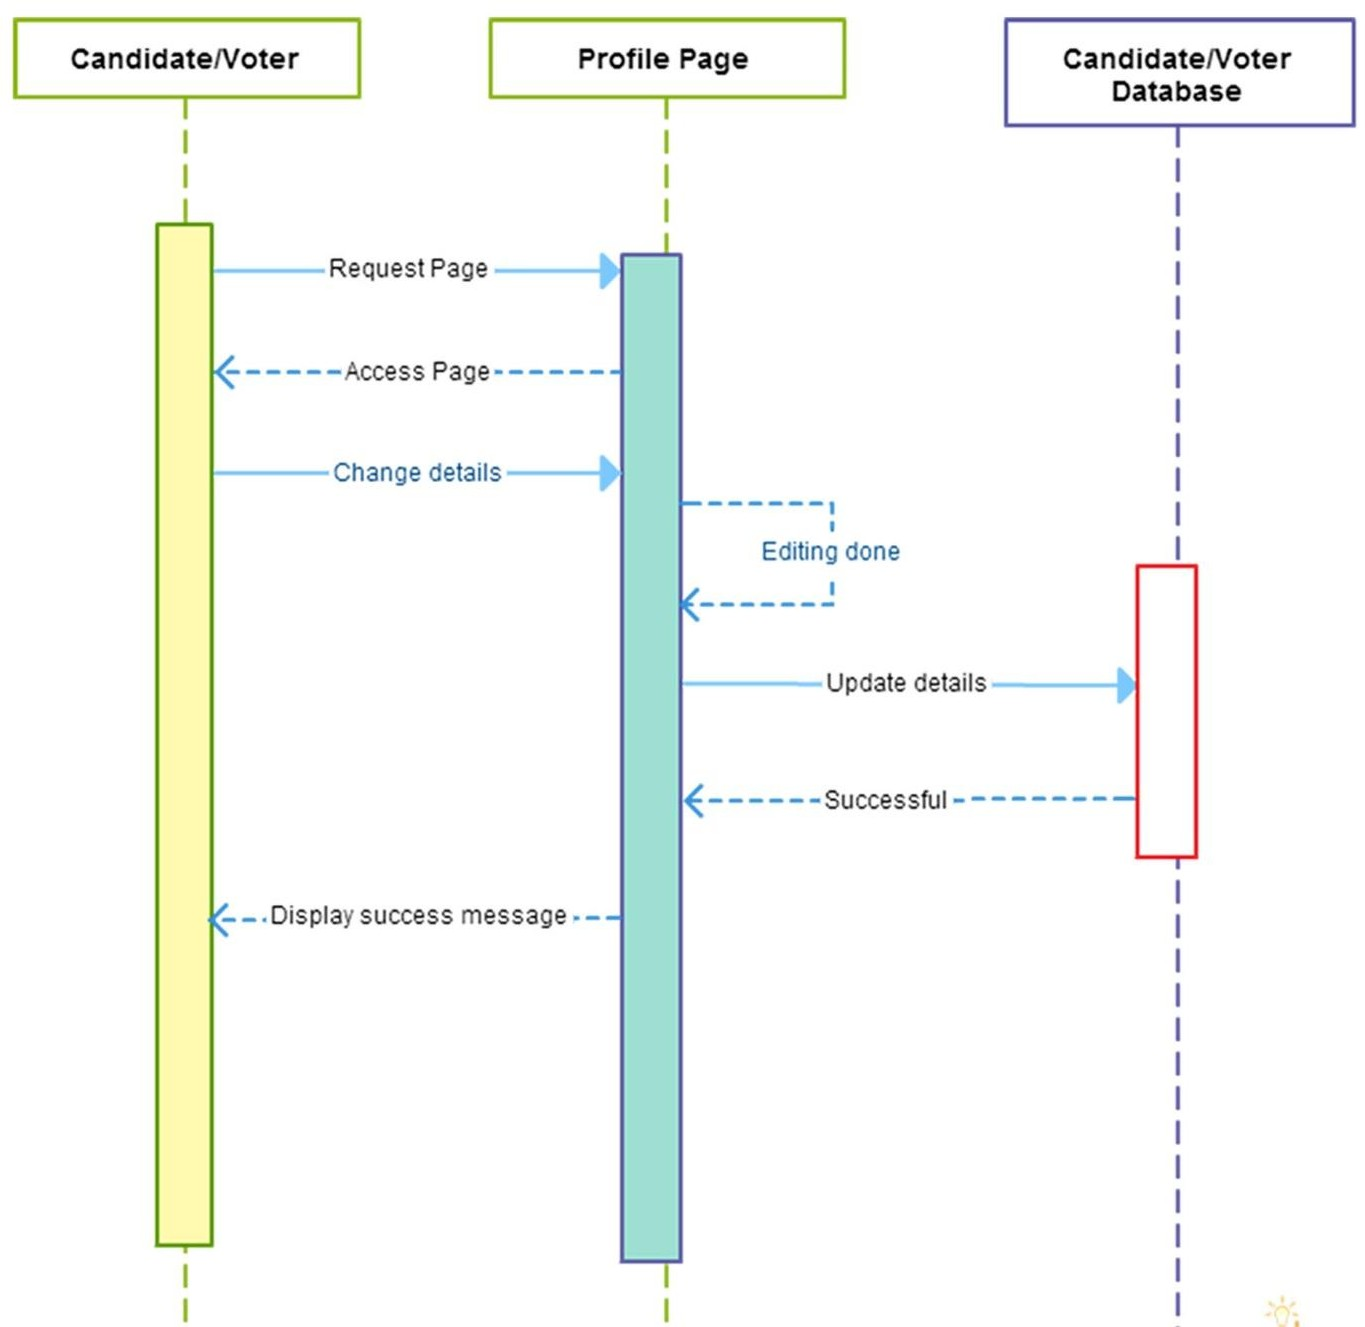 Candidate/Voter
Profile Page
Candidate/Voter
Database
Request Page
Access Page
Change details
Editing done
Update details
Successful
Display success message